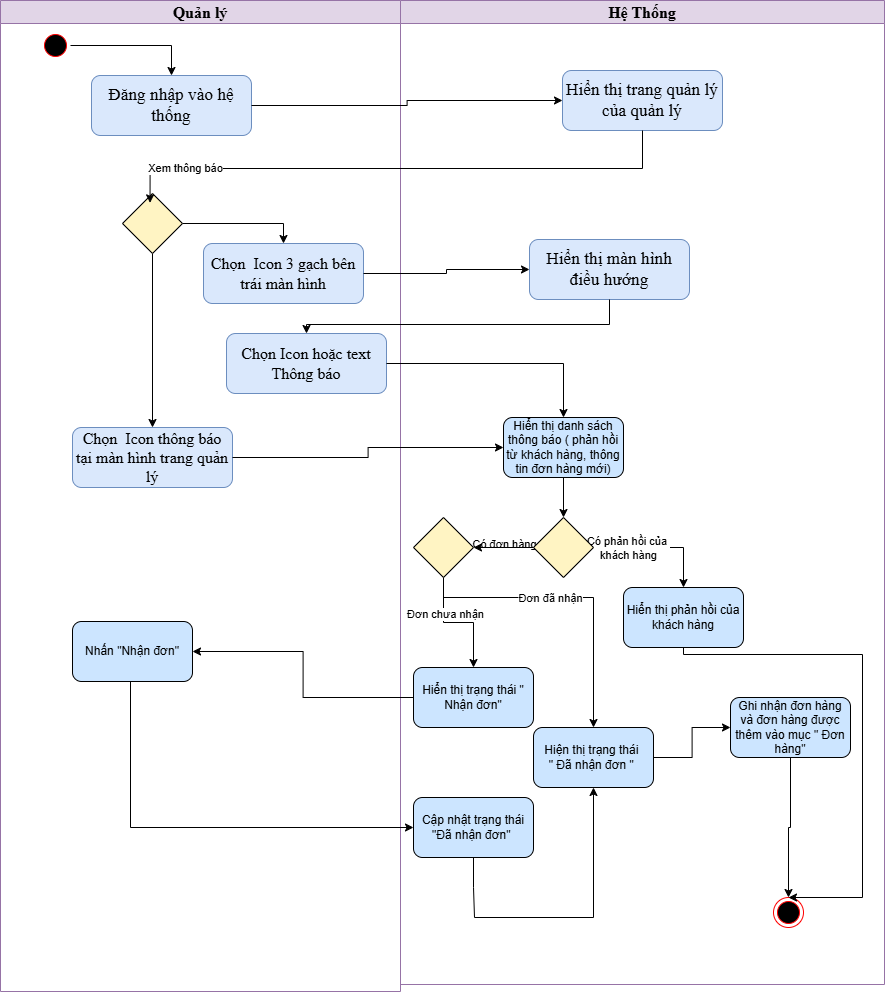 Quản lý
Hệ Thống
Đăng nhập vào hệ
thống
Hiển thị trang quản lý
của quản lý
Xem thông báo
Chọn Icon 3 gạch bên
trái màn hình
Hiển thị màn hình
điều hướng
Chọn Icon hoặc text
Thông báo
Chọn Icon thông báo
tại màn hình trang quản
lý
Hiển thị danh sách
thông báo ( phản hồi
từ khách hàng, thông
tin đơn hàng mới)
Có đơn hàng
Có phản hồi của
khách hàng
Đơn đã nhận
Đơn chưa nhận
Hiển thị phản hồi của
khách hàng
Nhấn "Nhận đơn"
Hiển thị trạng thái "
Nhận đơn"
Hiện thị trạng thái
" Đã nhận đơn "
Ghi nhận đơn hàng
và đơn hàng được
thêm vào mục " Đơn
hàng"
Cập nhật trạng thái
"Đã nhận đơn"